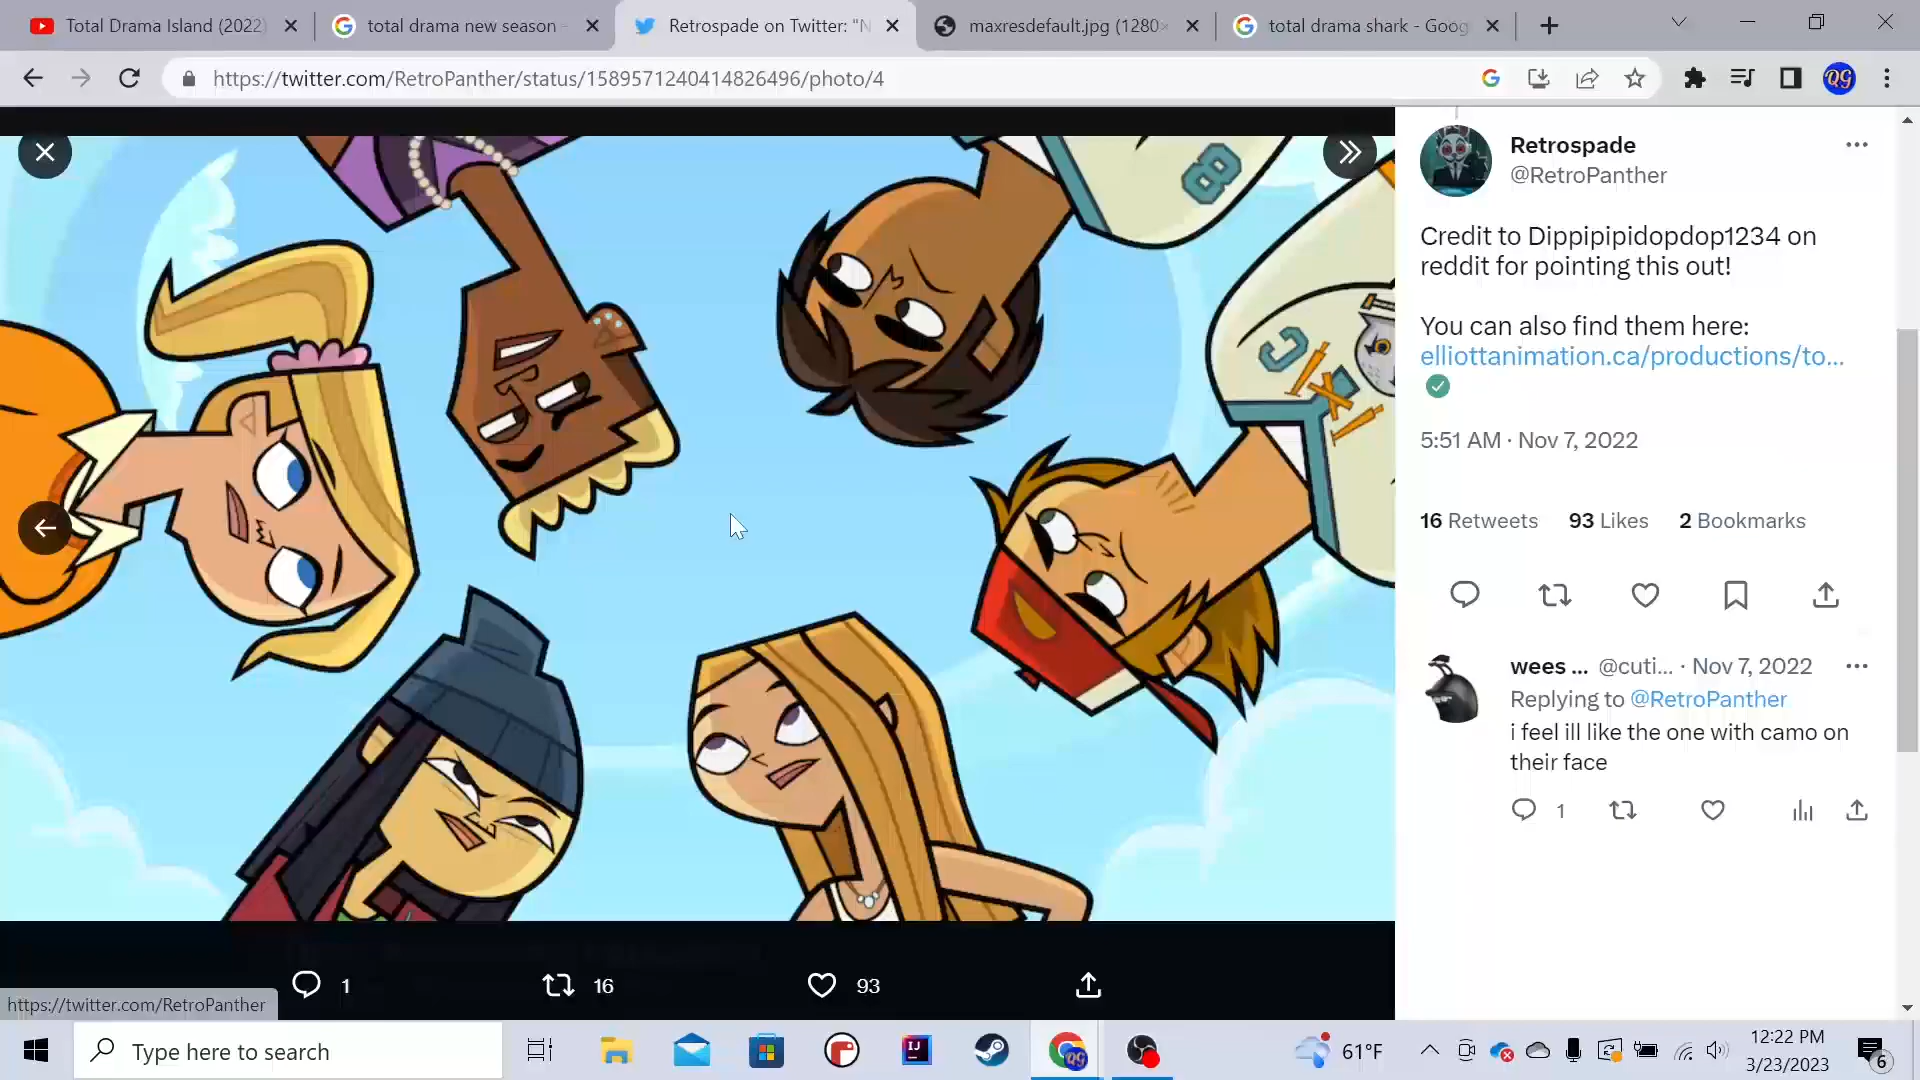 Total Drama Island (2022)
total drama new season -
Retrospade on Twitter: "N
maxresdefault.jpg (1280×
total drama shark - Goog
https://twitter.com/RetroPanther/status/1589571240414826496/photo/4
QG
8
Retrospade
@RetroPanther
Credit to Dippipipidopdop1234 on
reddit for pointing this out!
You can also find them here:
elliottanimation.ca/productions/to...
5:51 AM · Nov 7, 2022
16 Retweets 93 Likes 2 Bookmarks
wees ... @cuti... · Nov 7, 2022
Replying to @RetroPanther
i feel ill like the one with camo on
their face
1
1 16 93
https://twitter.com/RetroPanther
Type here to search
IJ
QG
61°F
12:22 PM
3/23/2023
6